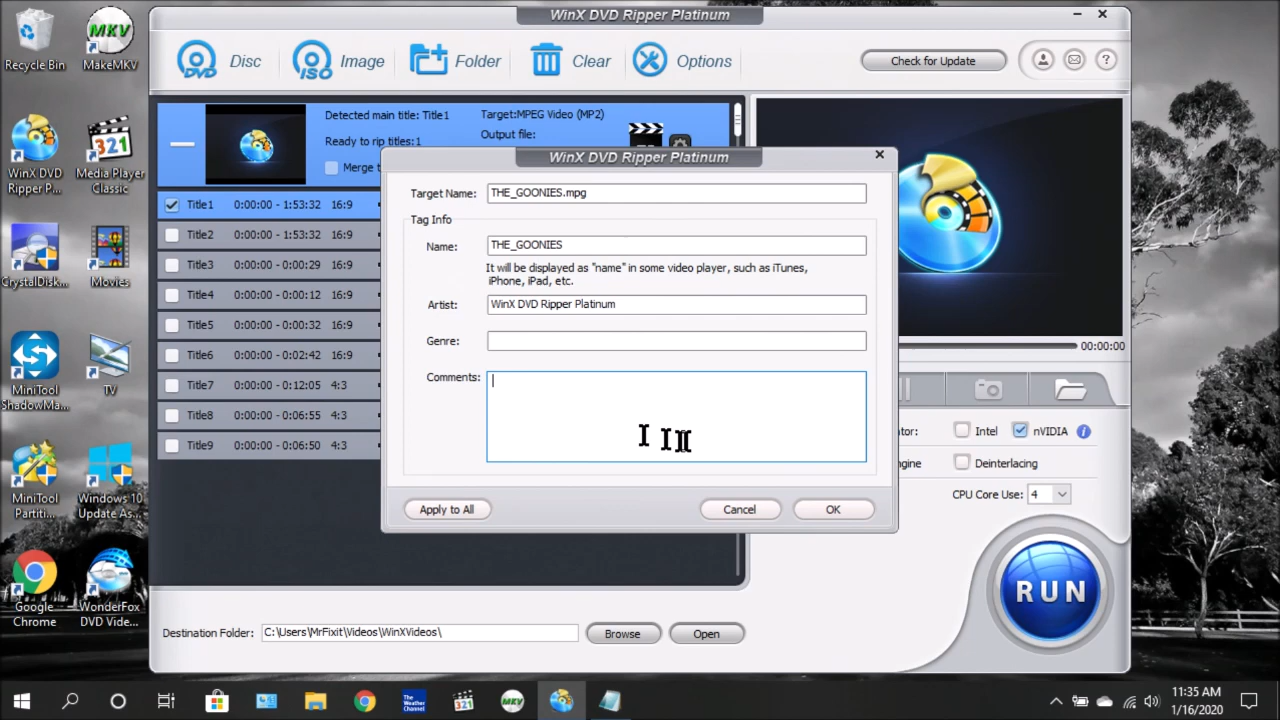 WinX DVD Ripper Platinum
Recycle Bin
MKV
MakeMKV
DVD
Disc
ISO
Image
Folder
Clear
Options
Check for Update
?
Detected main title: Title1
Target:MPEG Video (MP2)
Ready to rip titles:1
Output file:
Merge t
WinX DVD
Ripper P...
321
Media Player
Classic
Title1 0:00:00 - 1:53:32 16:9
Title2 0:00:00 - 1:53:32 16:9
Title3 0:00:00 - 0:00:29 16:9
Title4 0:00:00 - 0:00:12 16:9
Title5 0:00:00 - 0:00:32 16:9
Title6 0:00:00 - 0:02:42 16:9
Title7 0:00:00 - 0:12:05 4:3
Title8 0:00:00 - 0:06:55 4:3
Title9 0:00:00 - 0:06:50 4:3
WinX DVD Ripper Platinum
Target Name: THE_GOONIES.mpg
Tag Info
Name: THE_GOONIES
It will be displayed as "name" in some video player, such as iTunes,
iPhone, iPad, etc.
Artist: WinX DVD Ripper Platinum
Genre:
Comments:
Apply to All
Cancel
OK
00:00:00
tor: Intel nVIDIA i
ngine Deinterlacing
CPU Core Use: 4
RUN
CrystalDisk...
Movies
MiniTool
ShadowMa...
TV
MiniTool
Partiti...
Windows 10
Update As...
Google
Chrome
WonderFox
DVD Vide...
Destination Folder: C:\Users\MrFixit\Videos\WinXVideos\
Browse
Open
The
Weather
Channel
321
MKV
11:35 AM
1/16/2020